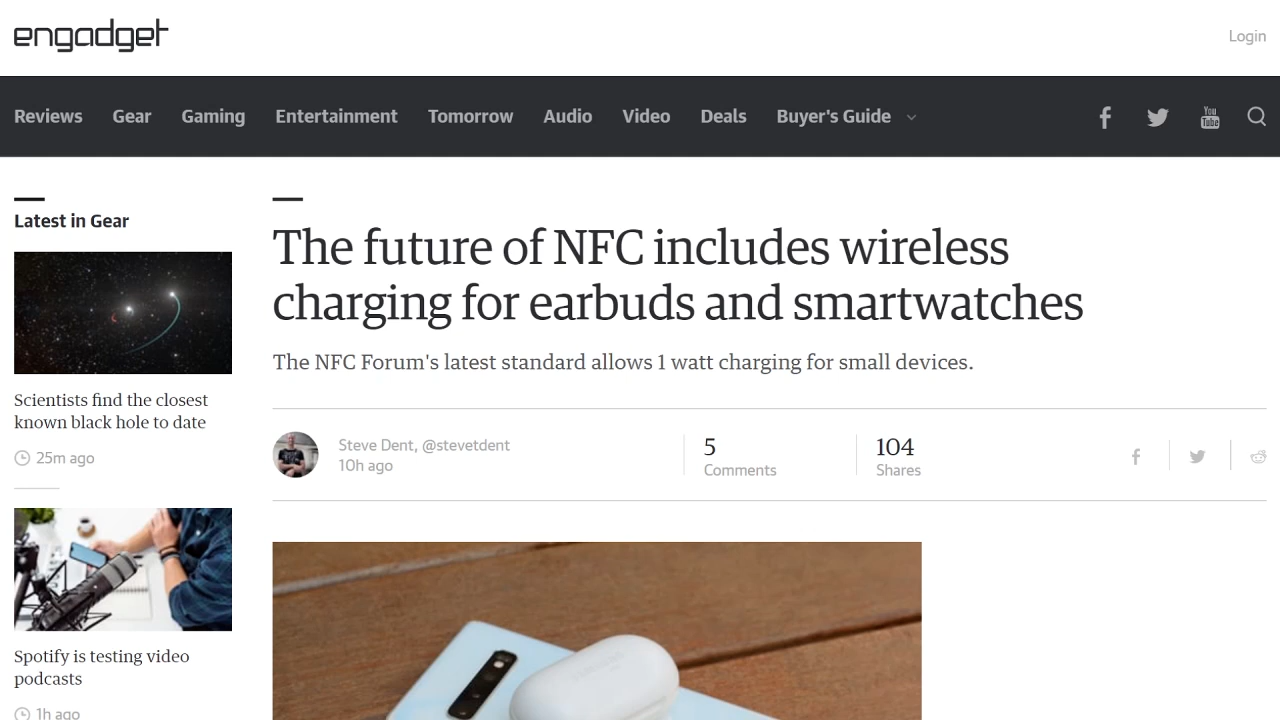 engadget
Login
Reviews Gear Gaming Entertainment Tomorrow Audio Video Deals Buyer's Guide
You
Tube
Latest in Gear
Scientists find the closest
known black hole to date
25m ago
Spotify is testing video
podcasts
1h ago
The future of NFC includes wireless
charging for earbuds and smartwatches
The NFC Forum's latest standard allows 1 watt charging for small devices.
Steve Dent, @stevetdent
10h ago
5
Comments
104
Shares